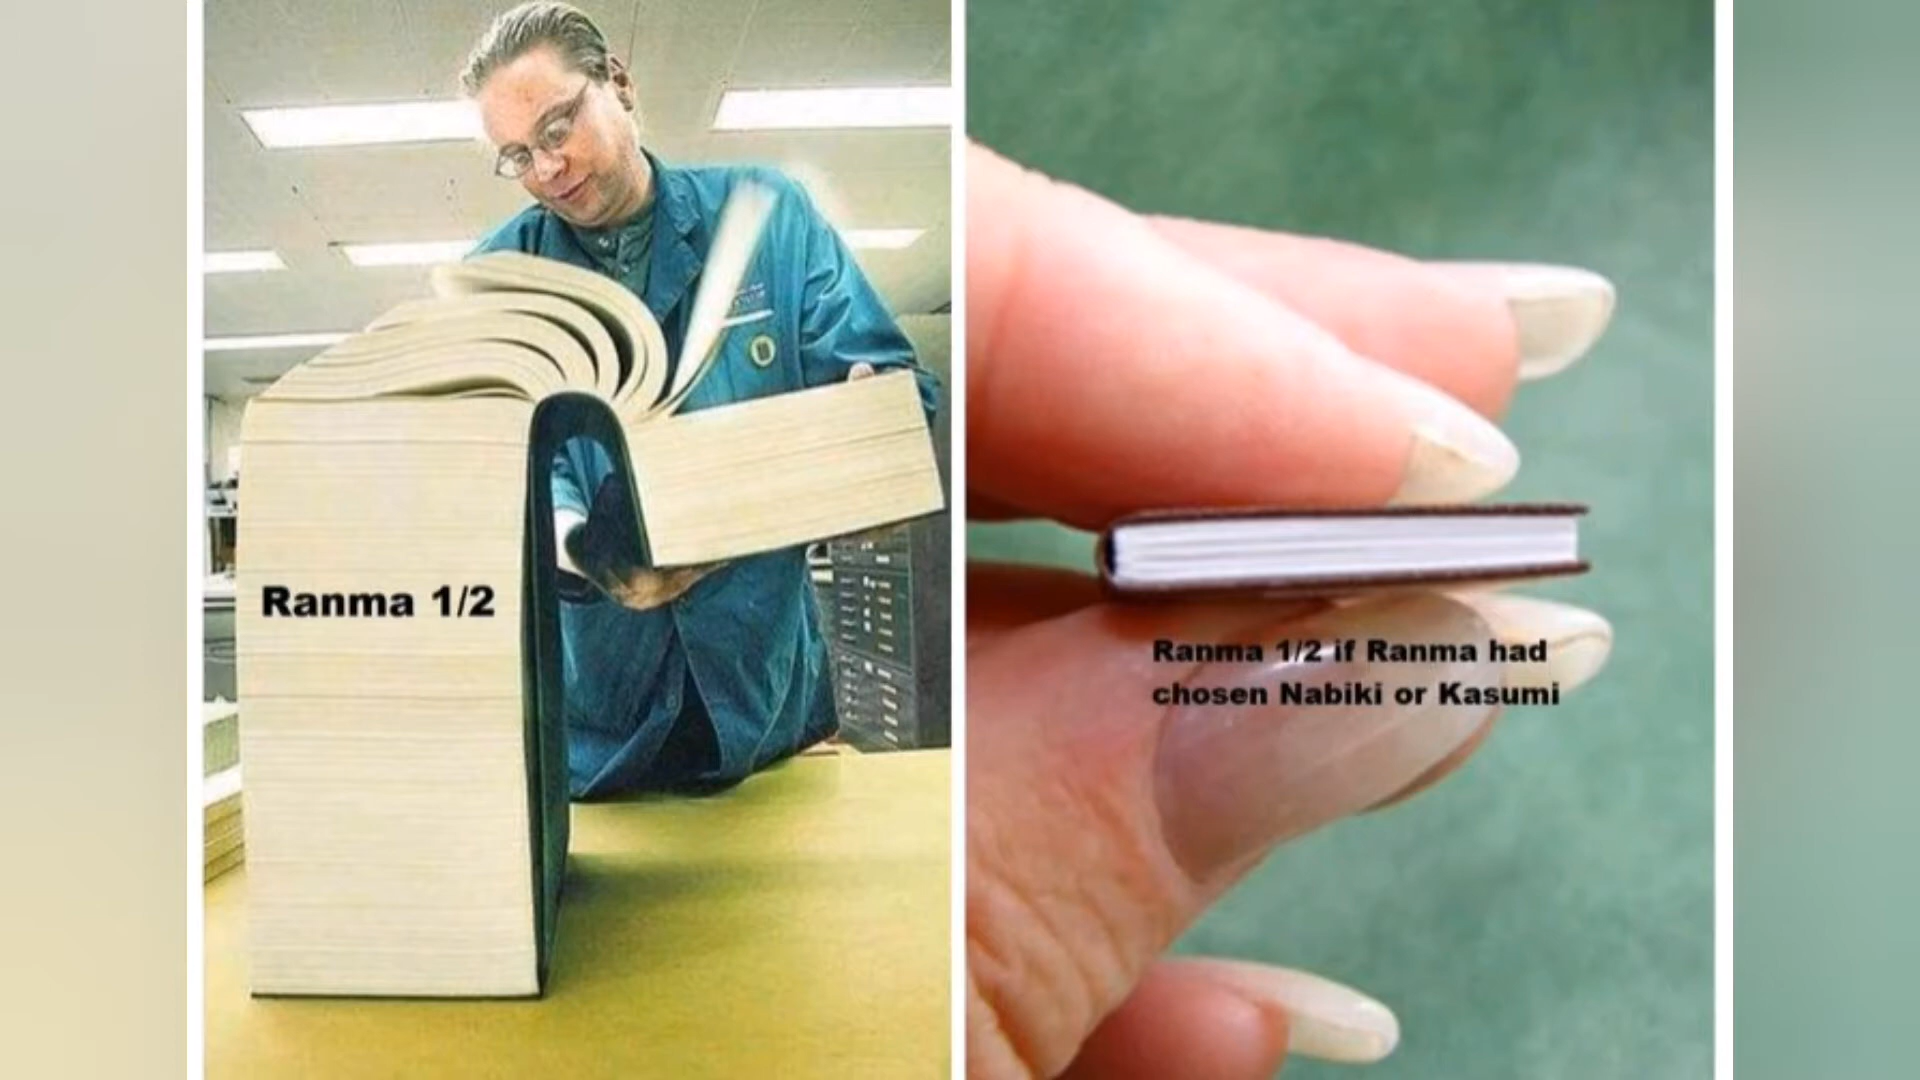 Ranma 1/2
Ranma 1/2 if Ranma had
chosen Nabiki or Kasumi